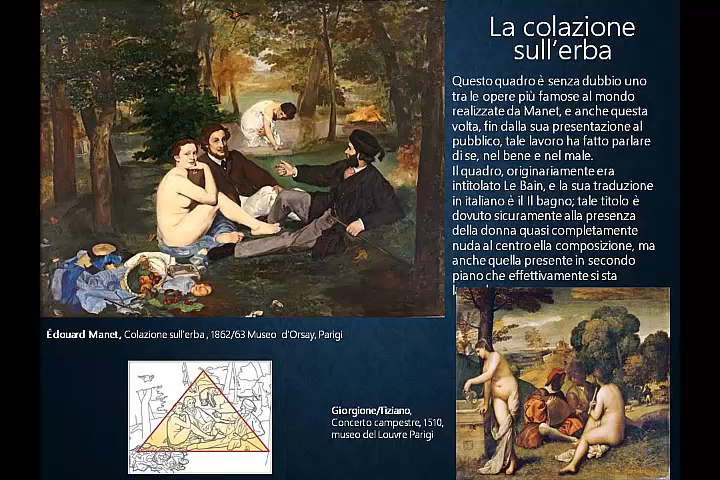 La colazione
sull'erba
Questo quadro è senza dubbio uno
tra le opere più famose al mondo
realizzate da Manet, e anche questa
volta, fin dalla sua presentazione al
pubblico, tale lavoro ha fatto parlare
di se, nel bene e nel male.
Il quadro, originariamente era
intitolato Le Bain, e la sua traduzione
in italiano è il Il bagno; tale titolo è
dovuto sicuramente alla presenza
della donna quasi completamente
nuda al centro ella composizione, ma
anche quella presente in secondo
piano che effettivamente si sta
Édouard Manet, Colazione sull'erba , 1862/63 Museo d'Orsay, Parigi
Giorgione/Tiziano,
Concerto campestre, 1510,
museo del Louvre Parigi